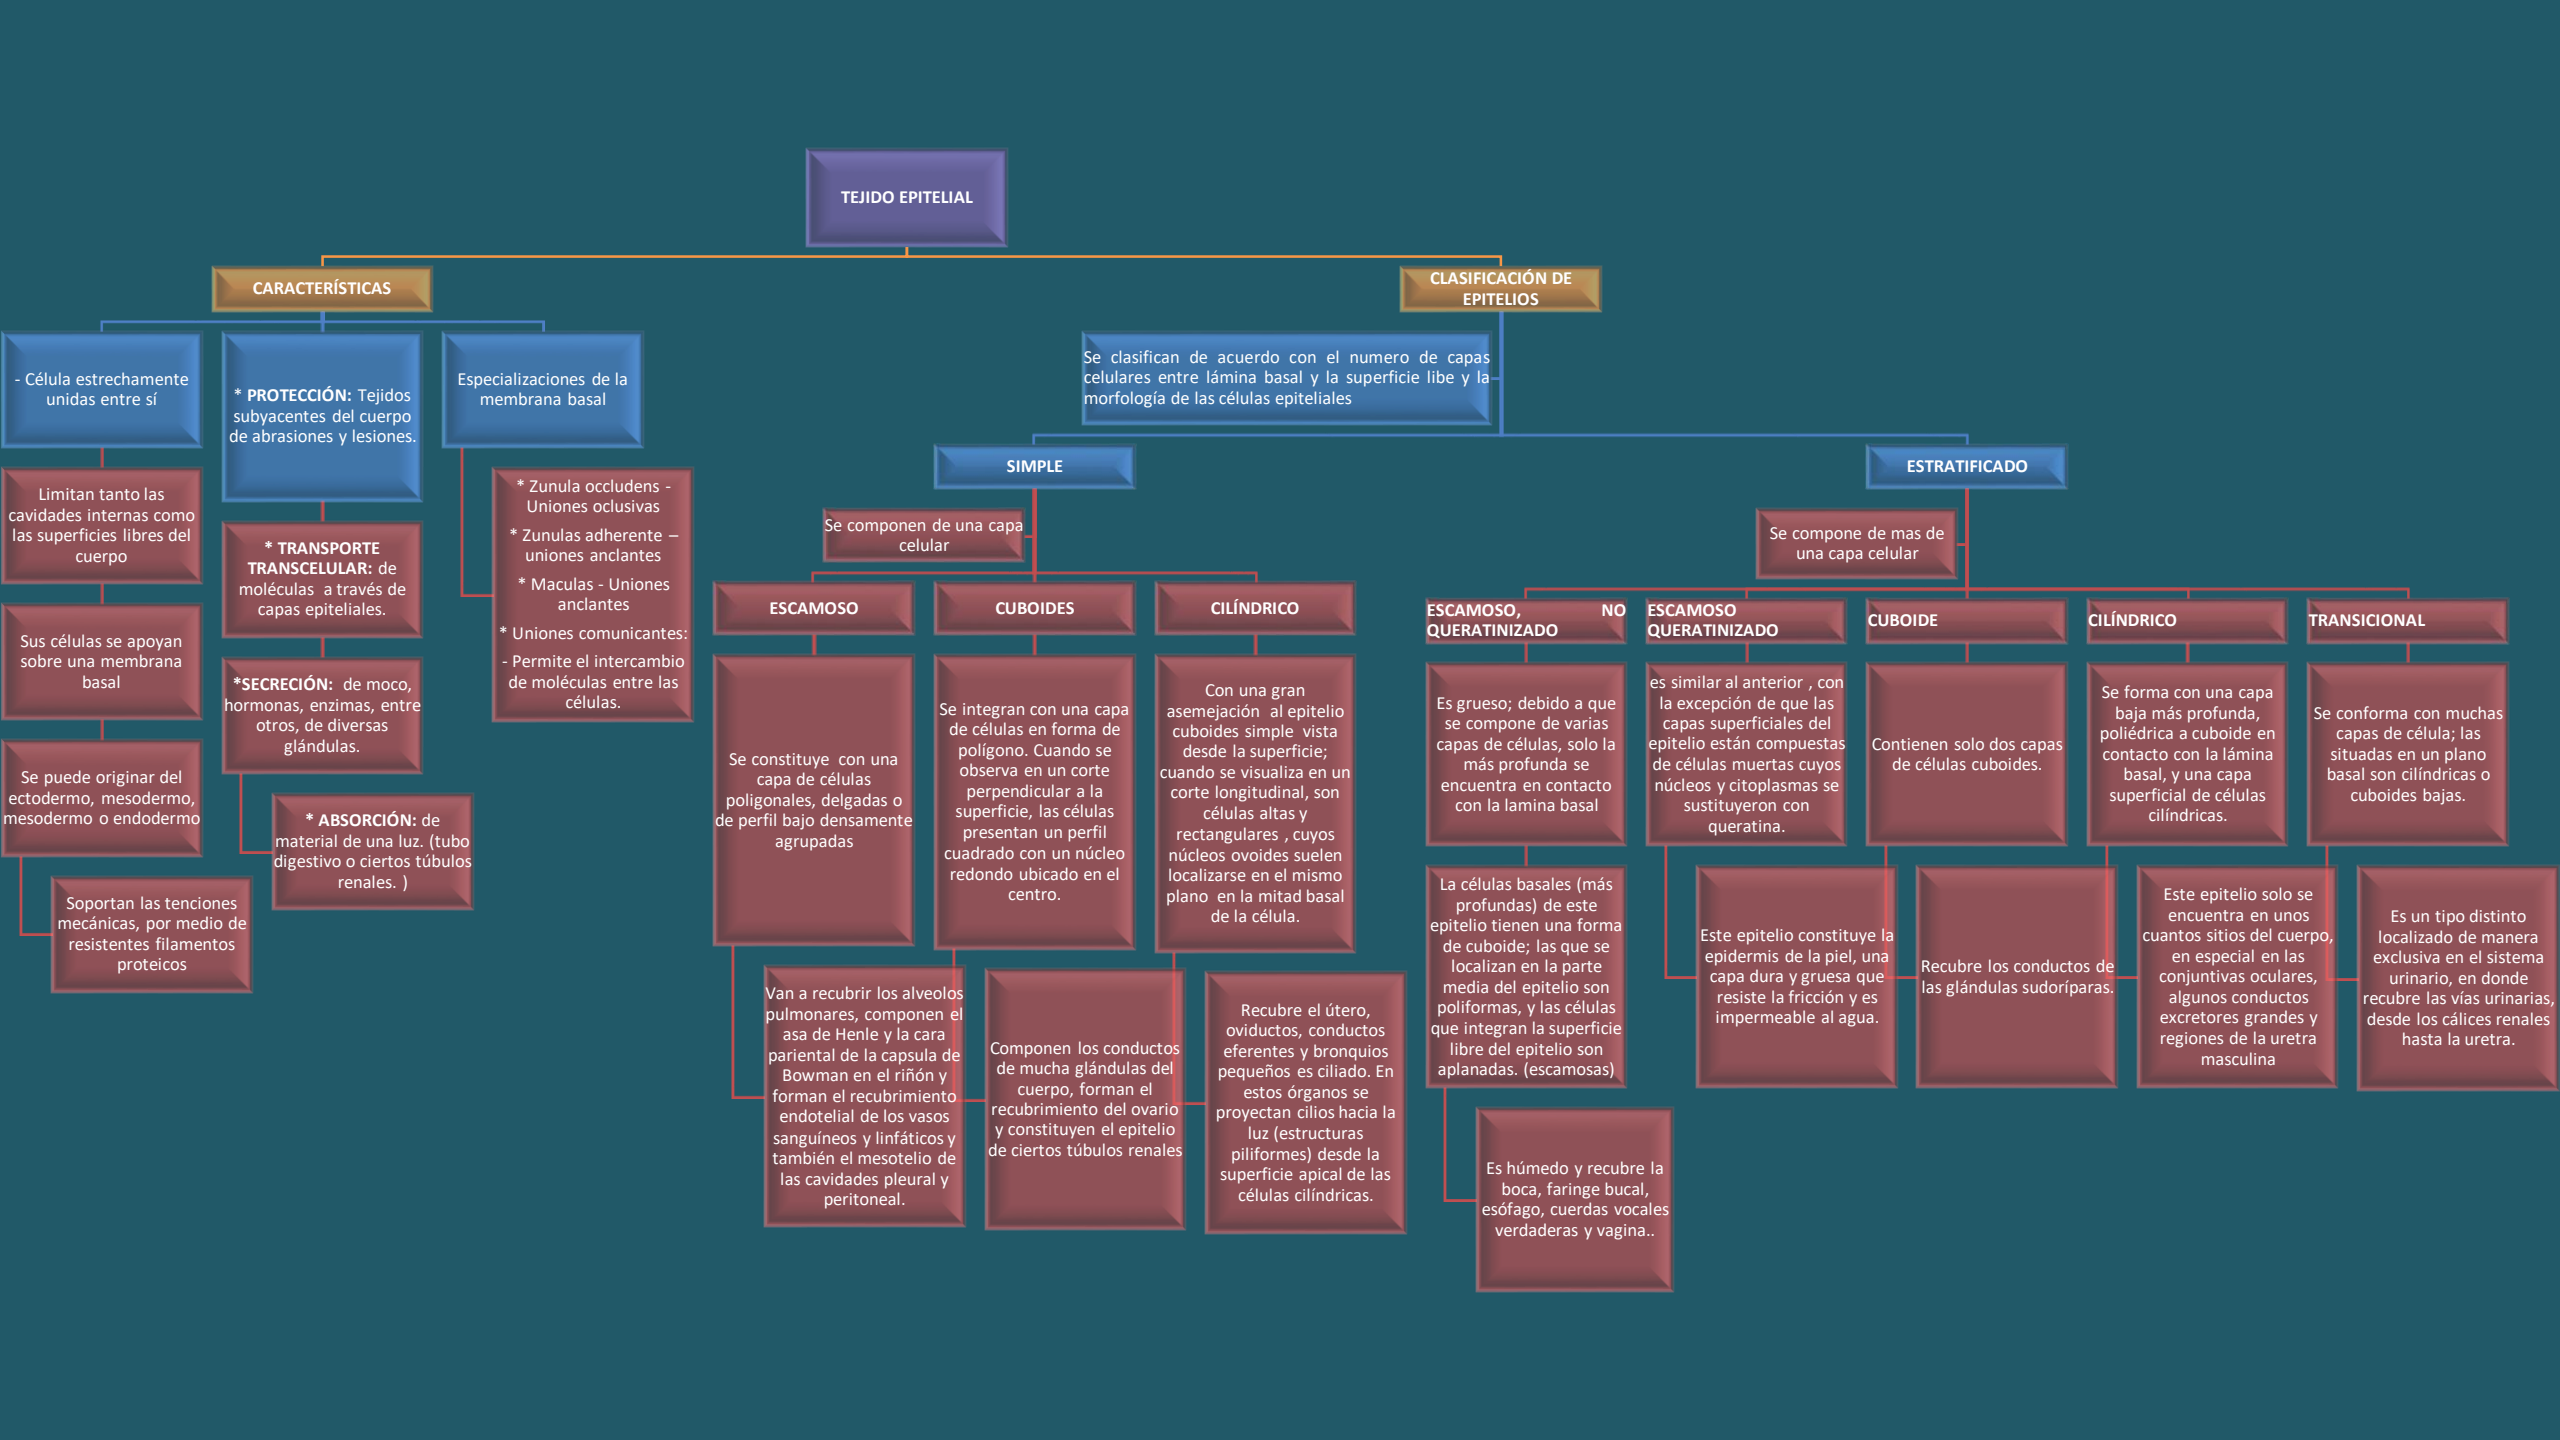 TEJIDO EPITELIAL
CARACTERÍSTICAS
- Célula estrechamente
unidas entre sí
Limitan tanto las
cavidades internas como
las superficies libres del
cuerpo
Sus células se apoyan
sobre una membrana
basal
Se puede originar del
ectodermo, mesodermo,
mesodermo o endodermo
Soportan las tenciones
mecánicas, por medio de
resistentes filamentos
proteicos
* PROTECCIÓN: Tejidos
subyacentes del cuerpo
de abrasiones y lesiones.
* TRANSPORTE
TRANSCELULAR: de
moléculas a través de
capas epiteliales.
*SECRECIÓN: de moco,
hormonas, enzimas, entre
otros, de diversas
glándulas.
* ABSORCIÓN: de
material de una luz. (tubo
digestivo o ciertos túbulos
renales. )
Especializaciones de la
membrana basal
* Zunula occludens -
Uniones oclusivas
* Zunulas adherente –
uniones anclantes
* Maculas - Uniones
anclantes
* Uniones comunicantes:
- Permite el intercambio
de moléculas entre las
células.
CLASIFICACIÓN DE
EPITELIOS
Se clasifican de acuerdo con el numero de capas
celulares entre lámina basal y la superficie libe y la
morfología de las células epiteliales
SIMPLE
Se componen de una capa
celular
ESCAMOSO
Se constituye con una
capa de células
poligonales, delgadas o
de perfil bajo densamente
agrupadas
Van a recubrir los alveolos
pulmonares, componen el
asa de Henle y la cara
pariental de la capsula de
Bowman en el riñón y
forman el recubrimiento
endotelial de los vasos
sanguíneos y linfáticos y
también el mesotelio de
las cavidades pleural y
peritoneal.
CUBOIDES
Se integran con una capa
de células en forma de
polígono. Cuando se
observa en un corte
perpendicular a la
superficie, las células
presentan un perfil
cuadrado con un núcleo
redondo ubicado en el
centro.
Componen los conductos
de mucha glándulas del
cuerpo, forman el
recubrimiento del ovario
y constituyen el epitelio
de ciertos túbulos renales
CILÍNDRICO
Con una gran
asemejación al epitelio
cuboides simple vista
desde la superficie;
cuando se visualiza en un
corte longitudinal, son
células altas y
rectangulares , cuyos
núcleos ovoides suelen
localizarse en el mismo
plano en la mitad basal
de la célula.
Recubre el útero,
oviductos, conductos
eferentes y bronquios
pequeños es ciliado. En
estos órganos se
proyectan cilios hacia la
luz (estructuras
piliformes) desde la
superficie apical de las
células cilíndricas.
ESTRATIFICADO
Se compone de mas de
una capa celular
ESCAMOSO, NO
QUERATINIZADO
Es grueso; debido a que
se compone de varias
capas de células, solo la
más profunda se
encuentra en contacto
con la lamina basal
La células basales (más
profundas) de este
epitelio tienen una forma
de cuboide; las que se
localizan en la parte
media del epitelio son
poliformas, y las células
que integran la superficie
libre del epitelio son
aplanadas. (escamosas)
Es húmedo y recubre la
boca, faringe bucal,
esófago, cuerdas vocales
verdaderas y vagina..
ESCAMOSO
QUERATINIZADO
es similar al anterior , con
la excepción de que las
capas superficiales del
epitelio están compuestas
de células muertas cuyos
núcleos y citoplasmas se
sustituyeron con
queratina.
Este epitelio constituye la
epidermis de la piel, una
capa dura y gruesa que
resiste la fricción y es
impermeable al agua.
CUBOIDE
Contienen solo dos capas
de células cuboides.
Recubre los conductos de
las glándulas sudoríparas.
CILÍNDRICO
Se forma con una capa
baja más profunda,
poliédrica a cuboide en
contacto con la lámina
basal, y una capa
superficial de células
cilíndricas.
Este epitelio solo se
encuentra en unos
cuantos sitios del cuerpo,
en especial en las
conjuntivas oculares,
algunos conductos
excretores grandes y
regiones de la uretra
masculina
TRANSICIONAL
Se conforma con muchas
capas de célula; las
situadas en un plano
basal son cilíndricas o
cuboides bajas.
Es un tipo distinto
localizado de manera
exclusiva en el sistema
urinario, en donde
recubre las vías urinarias,
desde los cálices renales
hasta la uretra.